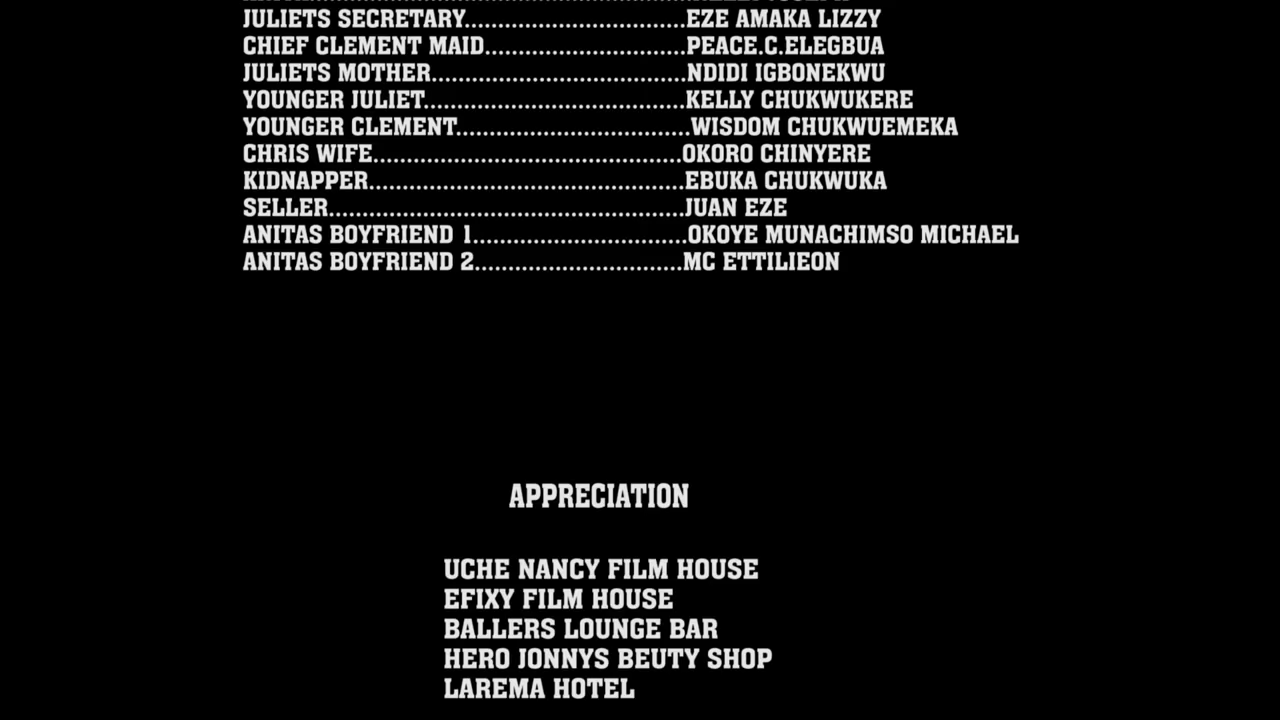 JULIETS SECRETARY...........................EZE AMAKA LIZZY
CHIEF CLEMENT MAID.........................PEACE.C.ELEGBUA
JULIETS MOTHER................................NDIDI IGBONEKWU
YOUNGER JULIET................................KELLY CHUKWUKERE
YOUNGER CLEMENT.............................WISDOM CHUKWUEMEKA
CHRIS WIFE......................................OKORO CHINYERE
KIDNAPPER.......................................EBUKA CHUKWUKA
SELLER............................................JUAN EZE
ANITAS BOYFRIEND 1..........................OKOYE MUNACHIMSO MICHAEL
ANITAS BOYFRIEND 2..........................MC ETTILIEON
APPRECIATION
UCHE NANCY FILM HOUSE
EFIXY FILM HOUSE
BALLERS LOUNGE BAR
HERO JONNYS BEUTY SHOP
LAREMA HOTEL